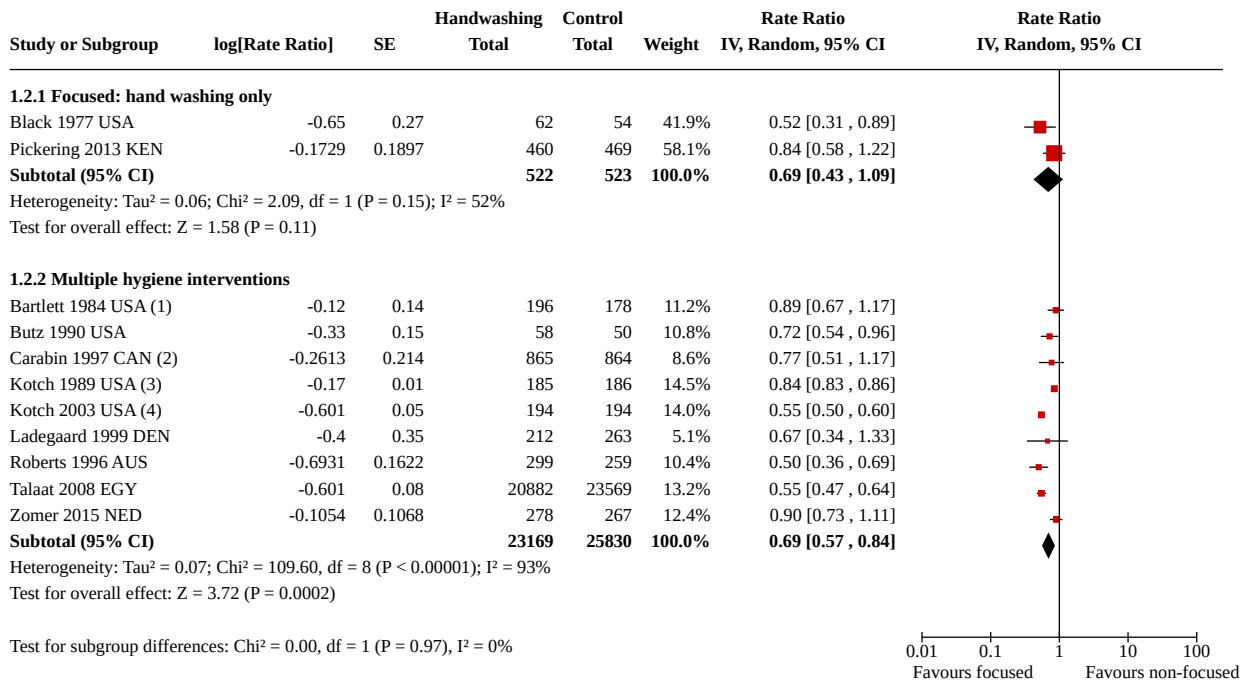 Handwashing Control Rate Ratio Rate Ratio
Study or Subgroup log[Rate Ratio] SE Total Total Weight IV, Random, 95% CI IV, Random, 95% CI
1.2.1 Focused: hand washing only
Black 1977 USA -0.65 0.27 62 54 41.9% 0.52 [0.31 , 0.89]
Pickering 2013 KEN -0.1729 0.1897 460 469 58.1% 0.84 [0.58 , 1.22]
Subtotal (95% CI) 522 523 100.0% 0.69 [0.43 , 1.09]
Heterogeneity: Tau² = 0.06; Chi² = 2.09, df = 1 (P = 0.15); I² = 52%
Test for overall effect: Z = 1.58 (P = 0.11)
1.2.2 Multiple hygiene interventions
Bartlett 1984 USA (1) -0.12 0.14 196 178 11.2% 0.89 [0.67 , 1.17]
Butz 1990 USA -0.33 0.15 58 50 10.8% 0.72 [0.54 , 0.96]
Carabin 1997 CAN (2) -0.2613 0.214 865 864 8.6% 0.77 [0.51 , 1.17]
Kotch 1989 USA (3) -0.17 0.01 185 186 14.5% 0.84 [0.83 , 0.86]
Kotch 2003 USA (4) -0.601 0.05 194 194 14.0% 0.55 [0.50 , 0.60]
Ladegaard 1999 DEN -0.4 0.35 212 263 5.1% 0.67 [0.34 , 1.33]
Roberts 1996 AUS -0.6931 0.1622 299 259 10.4% 0.50 [0.36 , 0.69]
Talaat 2008 EGY -0.601 0.08 20882 23569 13.2% 0.55 [0.47 , 0.64]
Zomer 2015 NED -0.1054 0.1068 278 267 12.4% 0.90 [0.73 , 1.11]
Subtotal (95% CI) 23169 25830 100.0% 0.69 [0.57 , 0.84]
Heterogeneity: Tau² = 0.07; Chi² = 109.60, df = 8 (P < 0.00001); I² = 93%
Test for overall effect: Z = 3.72 (P = 0.0002)
Test for subgroup differences: Chi² = 0.00, df = 1 (P = 0.97), I² = 0%
0.01 0.1 1 10 100
Favours focused Favours non-focused